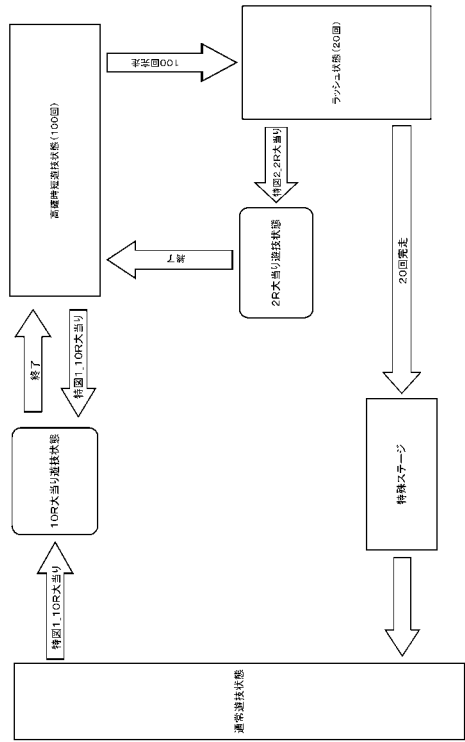 高確時短遊技状態(100回)
100回完走
ラッシュ状態(20回)
特図2_2R大当り
2R大当り遊技状態
終了
20回完走
終了
特図1_10R大当り
10R大当り遊技状態
特殊ステージ
特図1_10R大当り
通常遊技状態